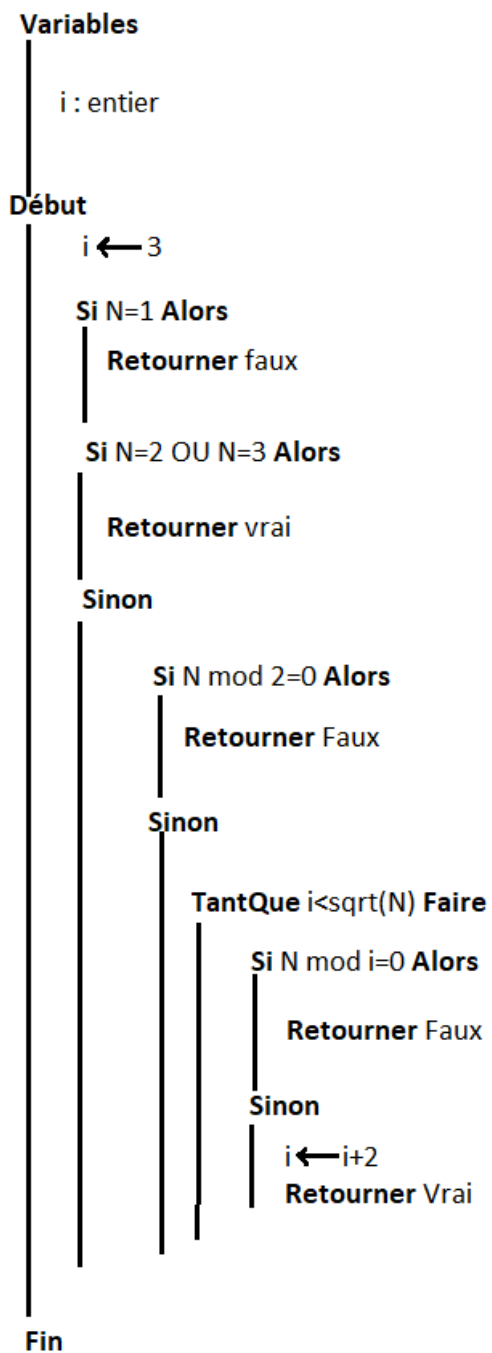 Variables
i : entier
Début
i ← 3
Si N=1 Alors
Retourner faux
Si N=2 OU N=3 Alors
Retourner vrai
Sinon
Si N mod 2=0 Alors
Retourner Faux
Sinon
TantQue i<sqrt(N) Faire
Si N mod i=0 Alors
Retourner Faux
Sinon
i ← i+2
Retourner Vrai
Fin